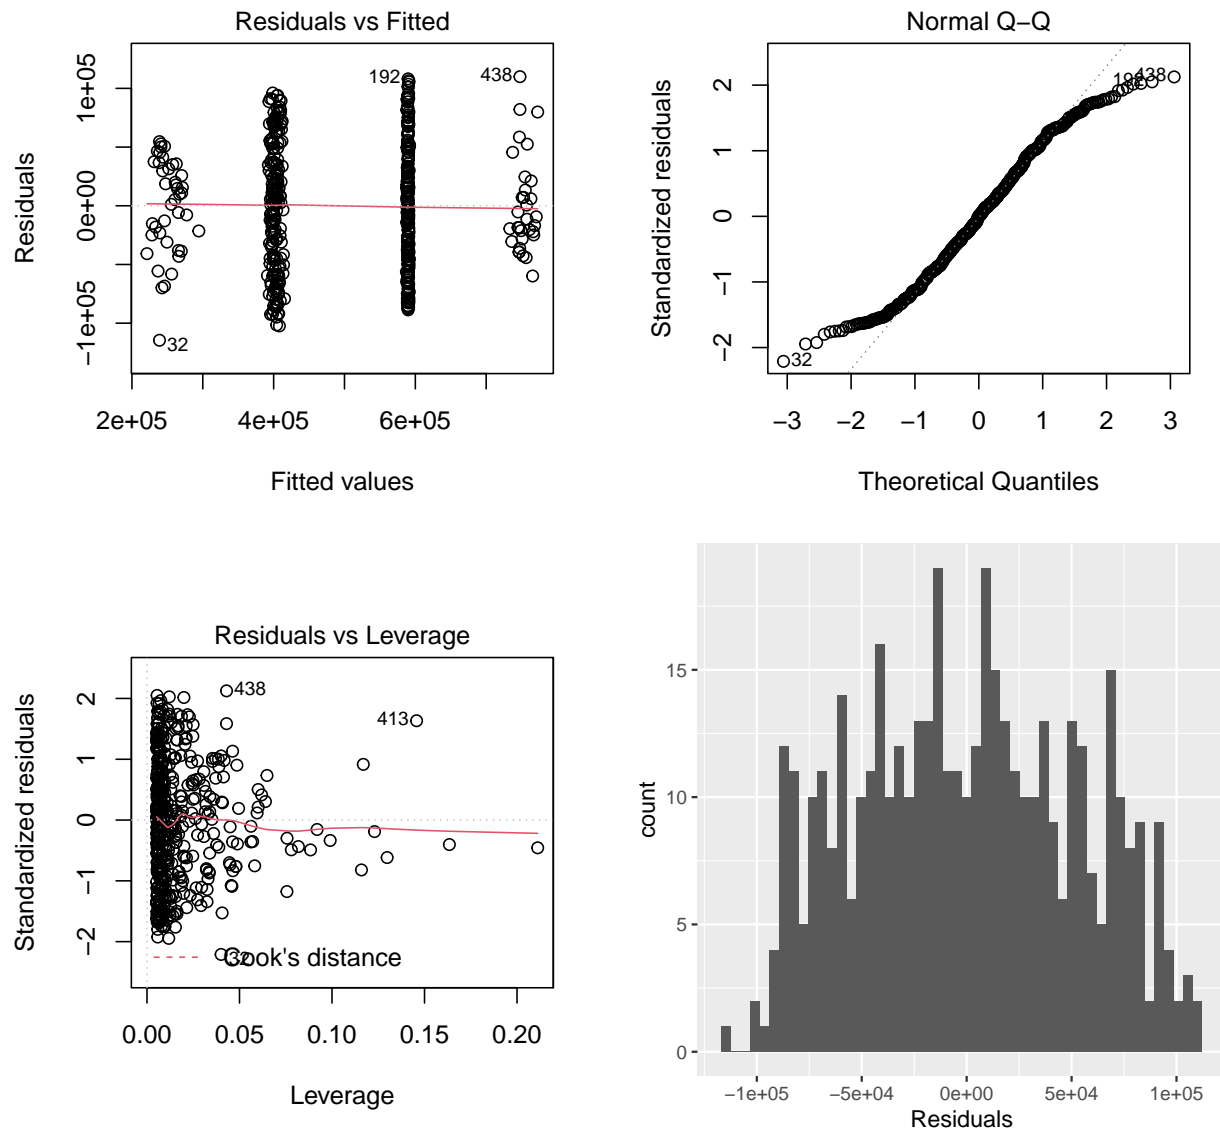 Residuals vs Fitted
Residuals
1e+05
0e+00
−1e+05
192
438
32
2e+05 4e+05 6e+05
Fitted values
Normal Q−Q
Standardized residuals
2
1
0
−1
−2
192
438
32
−3 −2 −1 0 1 2 3
Theoretical Quantiles
Residuals vs Leverage
Standardized residuals
2
1
0
−1
−2
438
413
32
Cook's distance
0.00 0.05 0.10 0.15 0.20
Leverage
count
15
10
5
0
−1e+05 −5e+04 0e+00 5e+04 1e+05
Residuals